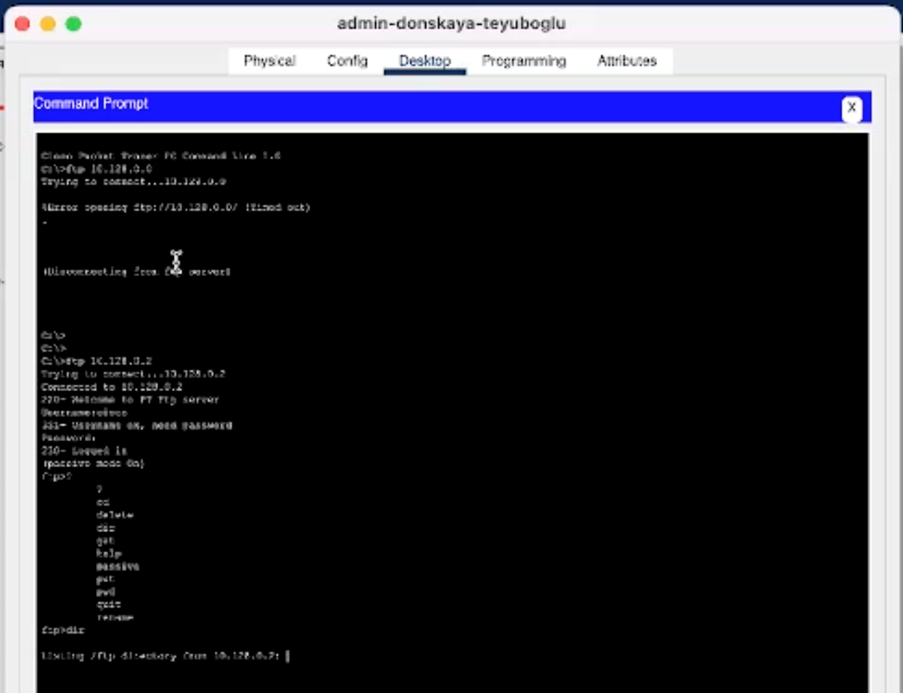 admin-donskaya-teyuboglu
Physical Config Desktop Programming Attributes
Command Prompt
X
Cisco Packet Tracer PC Command Line 1.0
C:\>ftp 10.128.0.0
Trying to connect...10.128.0.0
%Error opening ftp://10.128.0.0/ (Timed out)
.
(Disconnecting from ftp server)
C:\>
C:\>
C:\>ftp 10.128.0.2
Trying to connect...10.128.0.2
Connected to 10.128.0.2
220- Welcome to PT Ftp server
Username:cisco
331- Username ok, need password
Password:
230- Logged in
(passive mode On)
ftp>?
?
cd
delete
dir
get
help
passive
put
pwd
quit
rename
ftp>dir
Listing /ftp directory from 10.128.0.2: